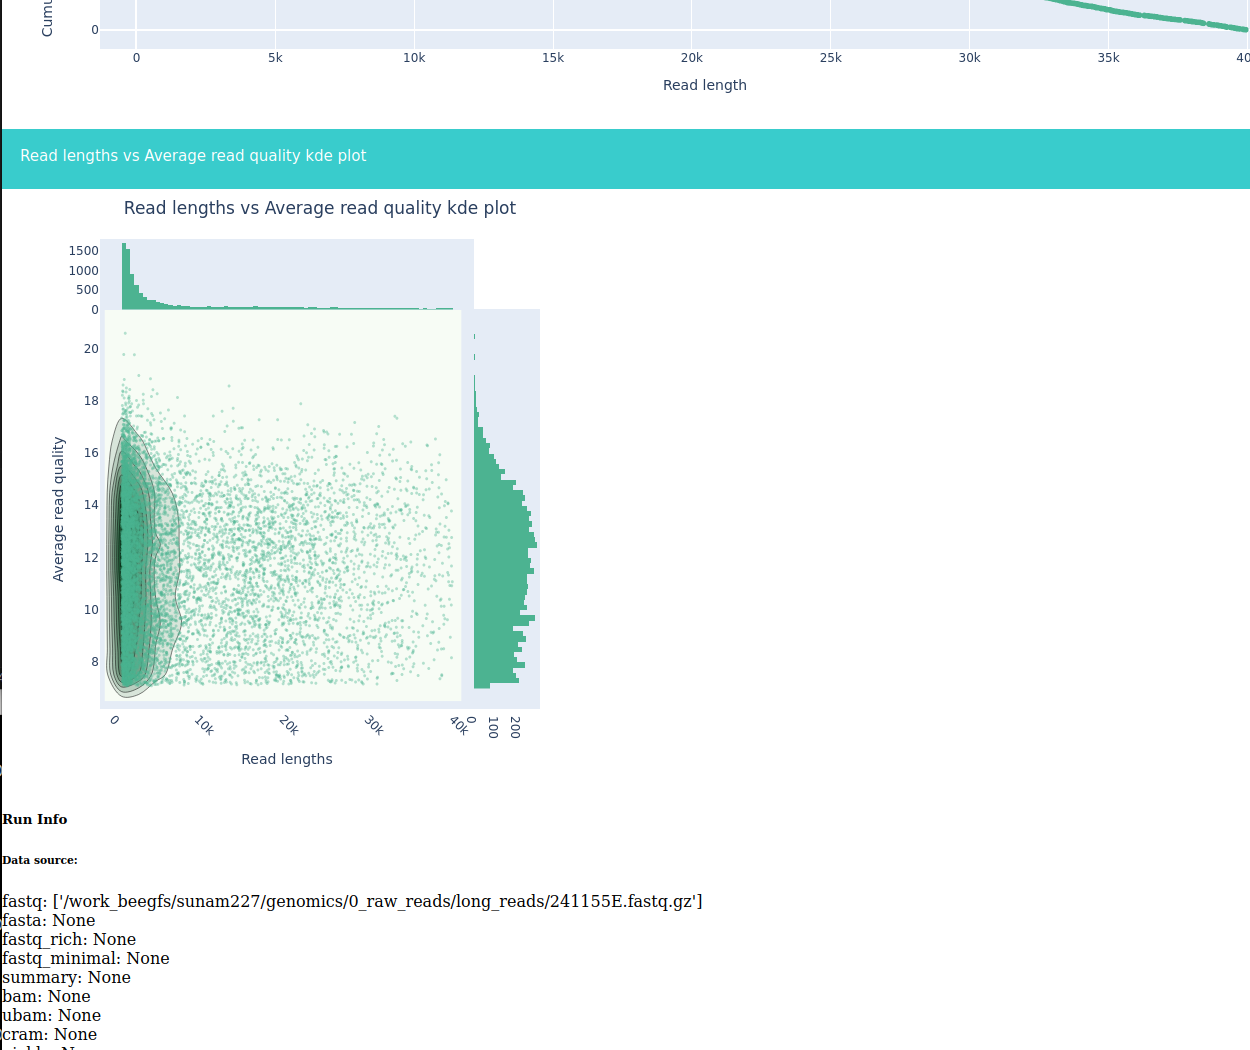 0
0 5k 10k 15k 20k 25k 30k 35k
Read length
Read lengths vs Average read quality kde plot
Read lengths vs Average read quality kde plot
1500
1000
500
0
20
18
16
14
12
10
8
Average read quality
0 10k 20k 30k 40k 0 100 200
Read lengths
Run Info
Data source:
fastq: ['/work_beegfs/sunam227/genomics/0_raw_reads/long_reads/241155E.fastq.gz']
fasta: None
fastq_rich: None
fastq_minimal: None
summary: None
bam: None
ubam: None
cram: None